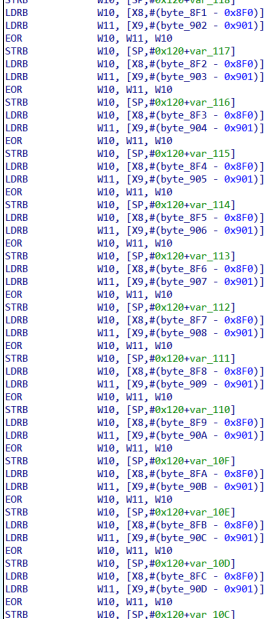 STRB W10, [SP,#0x120+var_118]
LDRB W10, [X8,#(byte_8F1 - 0x8F0)]
LDRB W11, [X9,#(byte_902 - 0x901)]
EOR W10, W11, W10
STRB W10, [SP,#0x120+var_117]
LDRB W10, [X8,#(byte_8F2 - 0x8F0)]
LDRB W11, [X9,#(byte_903 - 0x901)]
EOR W10, W11, W10
STRB W10, [SP,#0x120+var_116]
LDRB W10, [X8,#(byte_8F3 - 0x8F0)]
LDRB W11, [X9,#(byte_904 - 0x901)]
EOR W10, W11, W10
STRB W10, [SP,#0x120+var_115]
LDRB W10, [X8,#(byte_8F4 - 0x8F0)]
LDRB W11, [X9,#(byte_905 - 0x901)]
EOR W10, W11, W10
STRB W10, [SP,#0x120+var_114]
LDRB W10, [X8,#(byte_8F5 - 0x8F0)]
LDRB W11, [X9,#(byte_906 - 0x901)]
EOR W10, W11, W10
STRB W10, [SP,#0x120+var_113]
LDRB W10, [X8,#(byte_8F6 - 0x8F0)]
LDRB W11, [X9,#(byte_907 - 0x901)]
EOR W10, W11, W10
STRB W10, [SP,#0x120+var_112]
LDRB W10, [X8,#(byte_8F7 - 0x8F0)]
LDRB W11, [X9,#(byte_908 - 0x901)]
EOR W10, W11, W10
STRB W10, [SP,#0x120+var_111]
LDRB W10, [X8,#(byte_8F8 - 0x8F0)]
LDRB W11, [X9,#(byte_909 - 0x901)]
EOR W10, W11, W10
STRB W10, [SP,#0x120+var_110]
LDRB W10, [X8,#(byte_8F9 - 0x8F0)]
LDRB W11, [X9,#(byte_90A - 0x901)]
EOR W10, W11, W10
STRB W10, [SP,#0x120+var_10F]
LDRB W10, [X8,#(byte_8FA - 0x8F0)]
LDRB W11, [X9,#(byte_90B - 0x901)]
EOR W10, W11, W10
STRB W10, [SP,#0x120+var_10E]
LDRB W10, [X8,#(byte_8FB - 0x8F0)]
LDRB W11, [X9,#(byte_90C - 0x901)]
EOR W10, W11, W10
STRB W10, [SP,#0x120+var_10D]
LDRB W10, [X8,#(byte_8FC - 0x8F0)]
LDRB W11, [X9,#(byte_90D - 0x901)]
EOR W10, W11, W10
STRB W10, [SP,#0x120+var_10C]